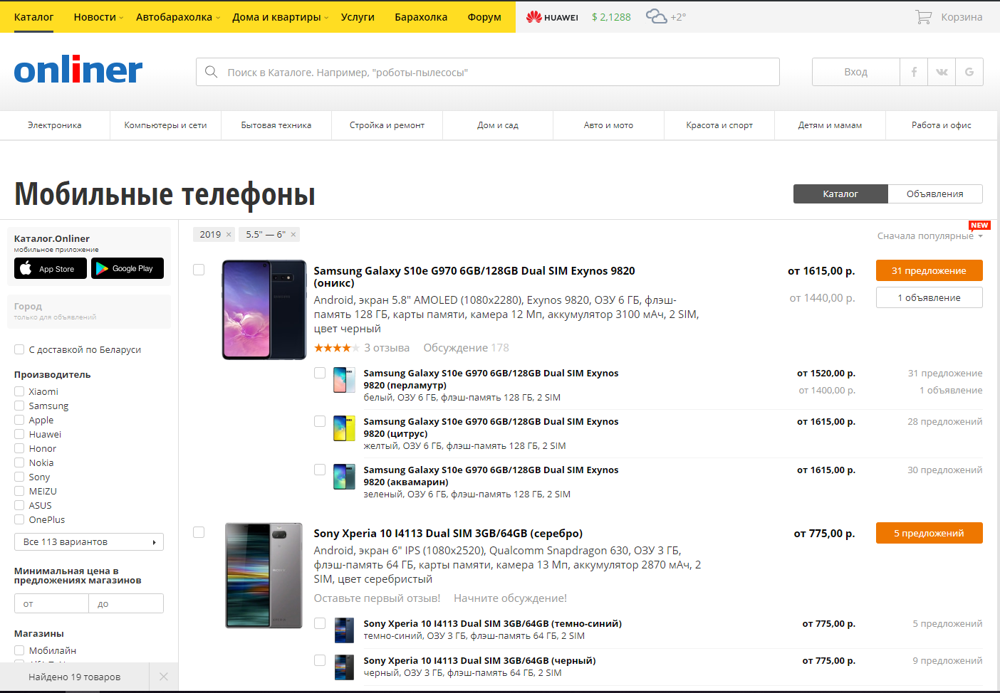 Каталог Новости Автобарахолка Дома и квартиры Услуги Барахолка Форум HUAWEI $ 2,1288 +2° Корзина
onliner
Поиск в Каталоге. Например, "роботы-пылесосы"
Вход f G
Электроника Компьютеры и сети Бытовая техника Стройка и ремонт Дом и сад Авто и мото Красота и спорт Детям и мамам Работа и офис
Мобильные телефоны
Каталог Объявления
Каталог.Onliner
мобильное приложение
App Store Google Play
Город
только для объявлений
С доставкой по Беларуси
Производитель
Xiaomi
Samsung
Apple
Huawei
Honor
Nokia
Sony
MEIZU
ASUS
OnePlus
Все 113 вариантов
Минимальная цена в
предложениях магазинов
от до
Магазины
Мобилайн
Найдено 19 товаров
2019 × 5.5" — 6" ×
NEW
Сначала популярные
Samsung Galaxy S10e G970 6GB/128GB Dual SIM Exynos 9820
(оникс)
Android, экран 5.8" AMOLED (1080x2280), Exynos 9820, ОЗУ 6 ГБ, флэш-
память 128 ГБ, карты памяти, камера 12 Мп, аккумулятор 3100 мАч, 2 SIM,
цвет черный
3 отзыва Обсуждение 178
от 1615,00 р. 31 предложение
от 1440,00 р. 1 объявление
Samsung Galaxy S10e G970 6GB/128GB Dual SIM Exynos
9820 (перламутр)
белый, ОЗУ 6 ГБ, флэш-память 128 ГБ, 2 SIM
от 1520,00 р. 31 предложение
от 1400,00 р. 1 объявление
Samsung Galaxy S10e G970 6GB/128GB Dual SIM Exynos
9820 (цитрус)
желтый, ОЗУ 6 ГБ, флэш-память 128 ГБ, 2 SIM
от 1615,00 р. 28 предложений
Samsung Galaxy S10e G970 6GB/128GB Dual SIM Exynos
9820 (аквамарин)
зеленый, ОЗУ 6 ГБ, флэш-память 128 ГБ, 2 SIM
от 1615,00 р. 30 предложений
Sony Xperia 10 I4113 Dual SIM 3GB/64GB (серебро)
Android, экран 6" IPS (1080x2520), Qualcomm Snapdragon 630, ОЗУ 3 ГБ,
флэш-память 64 ГБ, карты памяти, камера 13 Мп, аккумулятор 2870 мАч, 2
SIM, цвет серебристый
Оставьте первый отзыв! Начните обсуждение!
от 775,00 р. 5 предложений
Sony Xperia 10 I4113 Dual SIM 3GB/64GB (темно-синий)
темно-синий, ОЗУ 3 ГБ, флэш-память 64 ГБ, 2 SIM
от 775,00 р. 5 предложений
Sony Xperia 10 I4113 Dual SIM 3GB/64GB (черный)
черный, ОЗУ 3 ГБ, флэш-память 64 ГБ, 2 SIM
от 775,00 р. 9 предложений